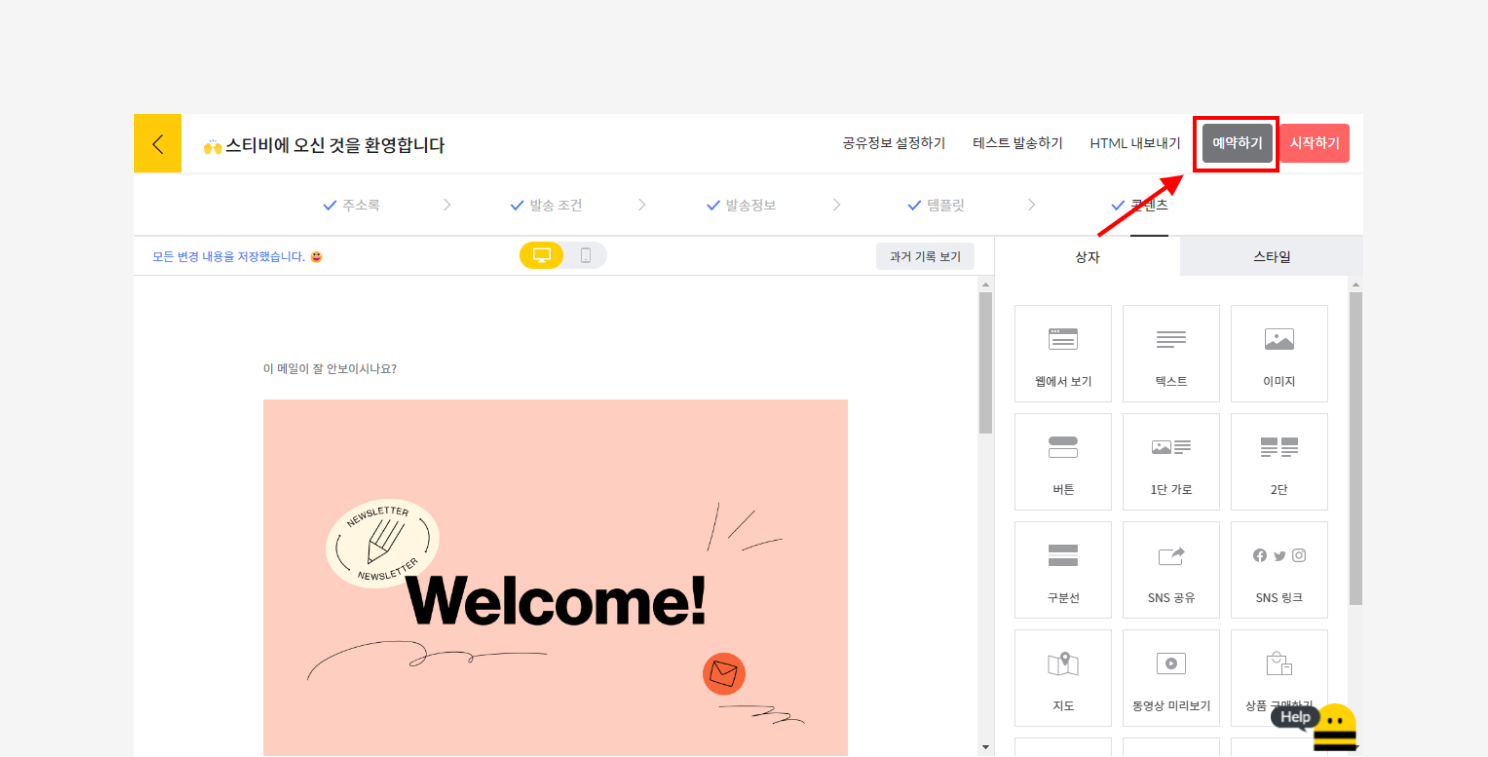 🙌 스티비에 오신 것을 환영합니다
공유정보 설정하기 테스트 발송하기 HTML 내보내기 예약하기 시작하기
주소록 발송 조건 발송정보 템플릿 콘텐츠
모든 변경 내용을 저장했습니다. 😃
과거 기록 보기
상자 스타일
이 메일이 잘 안보이시나요?
NEWSLETTER
NEWSLETTER
Welcome!
웹에서 보기 텍스트 이미지
버튼 1단 가로 2단
구분선 SNS 공유 SNS 링크
지도 동영상 미리보기 상품 구매하기
Help